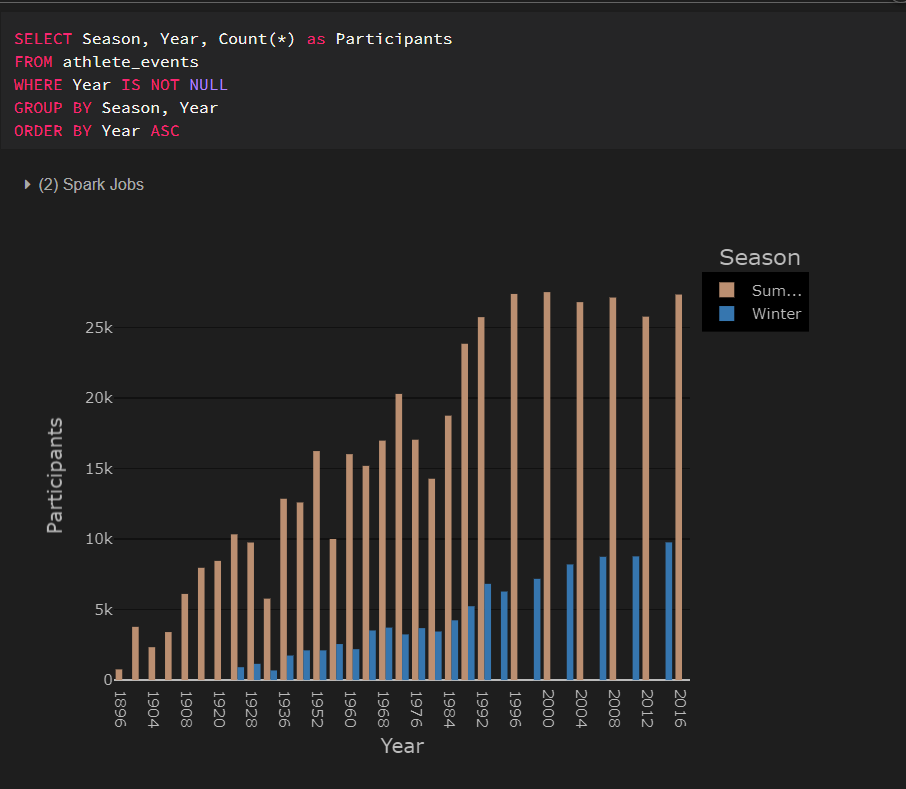 SELECT Season, Year, Count(*) as Participants
FROM athlete_events
WHERE Year IS NOT NULL
GROUP BY Season, Year
ORDER BY Year ASC
(2) Spark Jobs
Season
Sum...
Winter
25k
20k
15k
10k
5k
0
Participants
1896
1904
1908
1920
1928
1936
1952
1960
1968
1976
1984
1992
1996
2000
2004
2008
2012
2016
Year